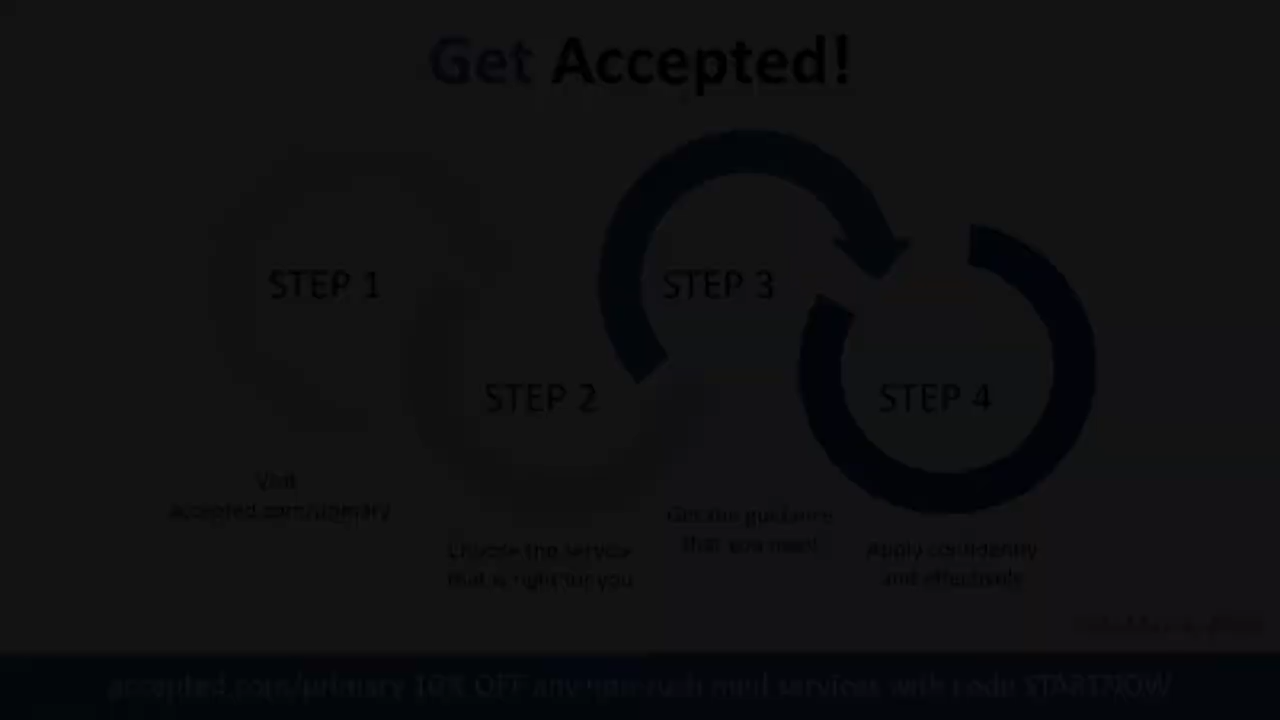 Get Accepted!
STEP 1
STEP 3
STEP 2
STEP 4
Visit
accepted.com/primary
Choose the service
that is right for you
Get the guidance
that you need
Apply confidently
and effectively
accepted.com/primary 10% OFF any non-rush med services with code STARTNOW